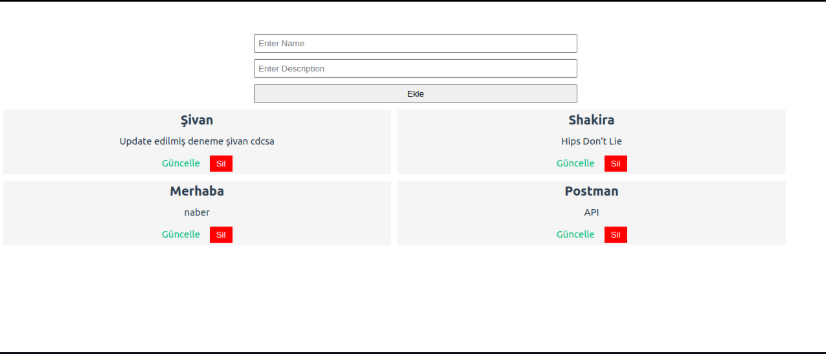 Enter Name
Enter Description
Ekle
Şivan
Update edilmiş deneme şivan cdcsa
Güncelle Sil
Shakira
Hips Don't Lie
Güncelle Sil
Merhaba
naber
Güncelle Sil
Postman
API
Güncelle Sil